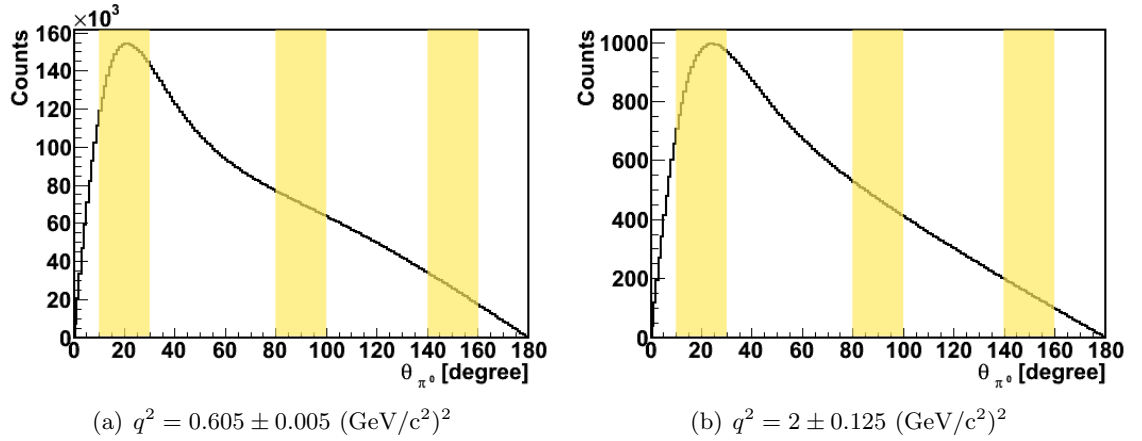 ×10³
Counts
160
140
120
100
80
60
40
20
0
0 20 40 60 80 100 120 140 160 180
θ π⁰ [degree]
(a) q² = 0.605 ± 0.005 (GeV/c²)²
Counts
1000
800
600
400
200
0
0 20 40 60 80 100 120 140 160 180
θ π⁰ [degree]
(b) q² = 2 ± 0.125 (GeV/c²)²